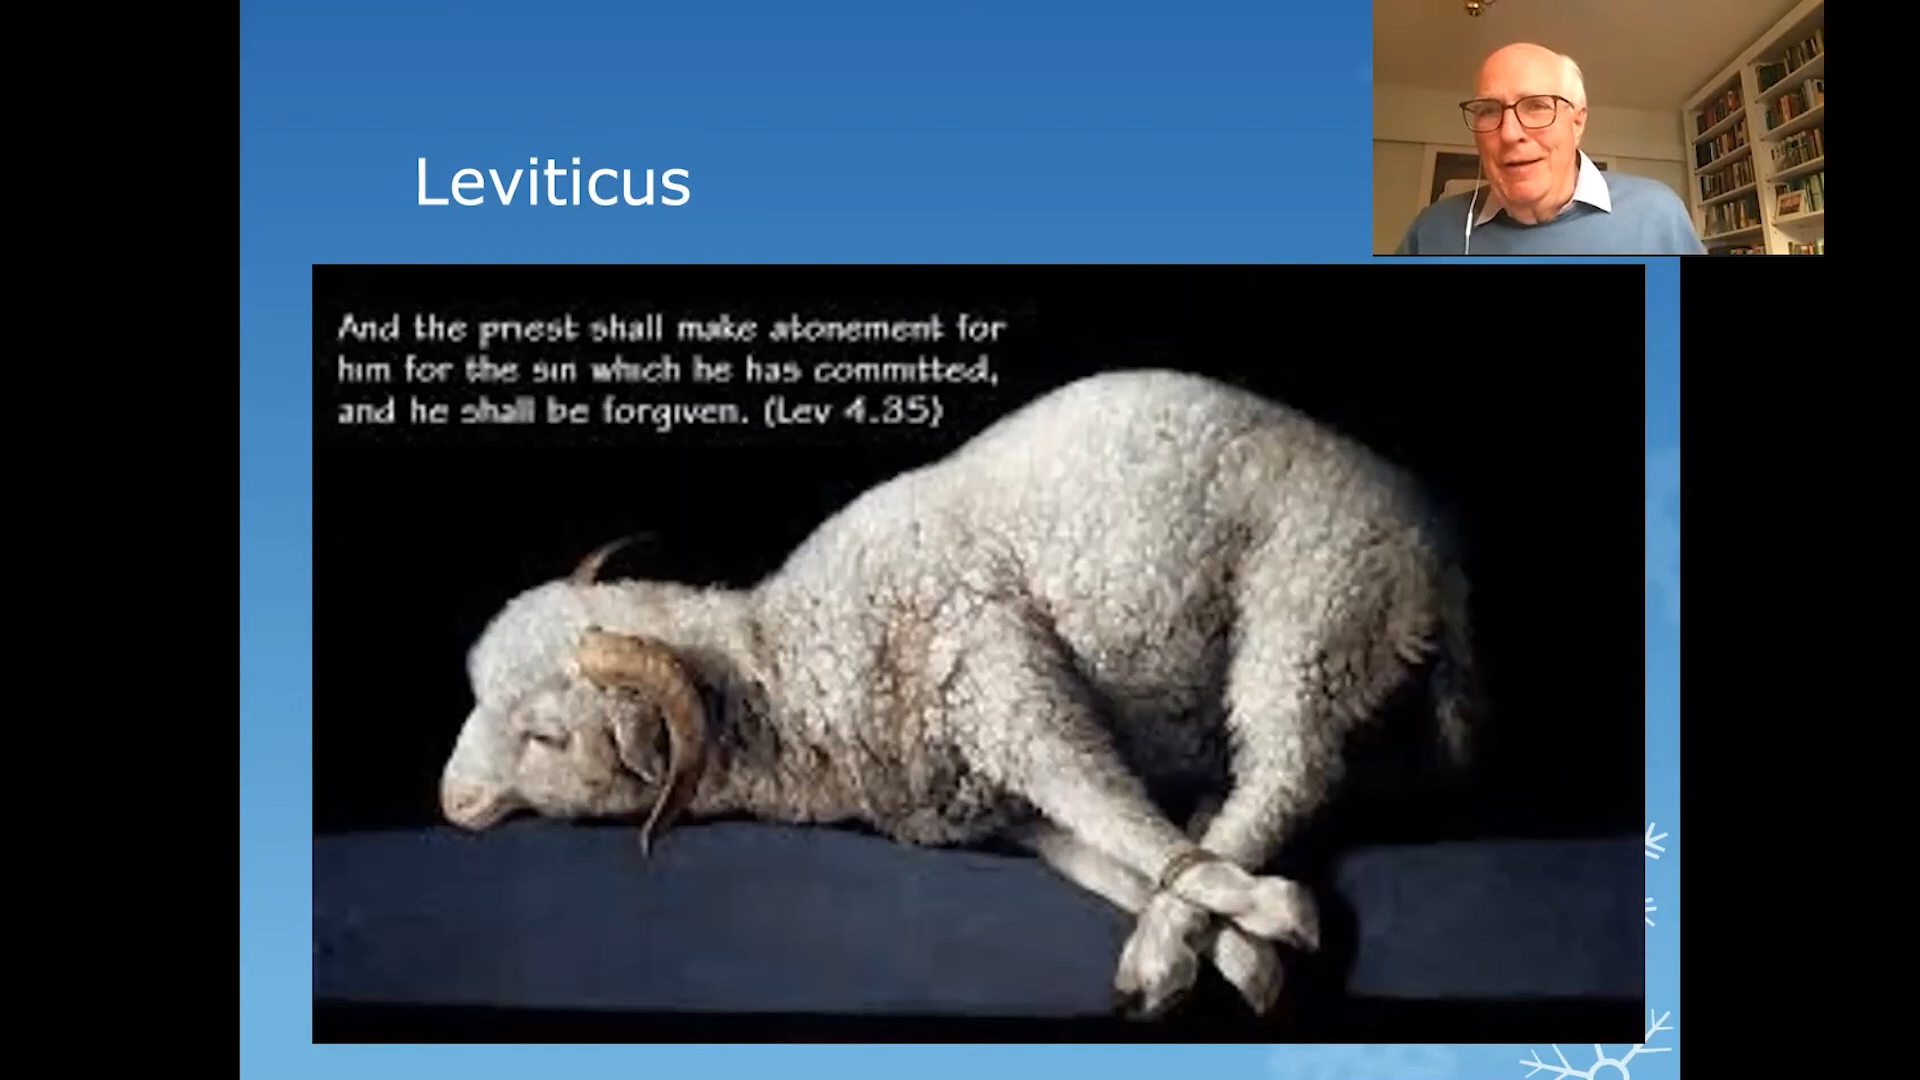 Leviticus
And the priest shall make atonement for
him for the sin which he has committed,
and he shall be forgiven. (Lev 4.35)